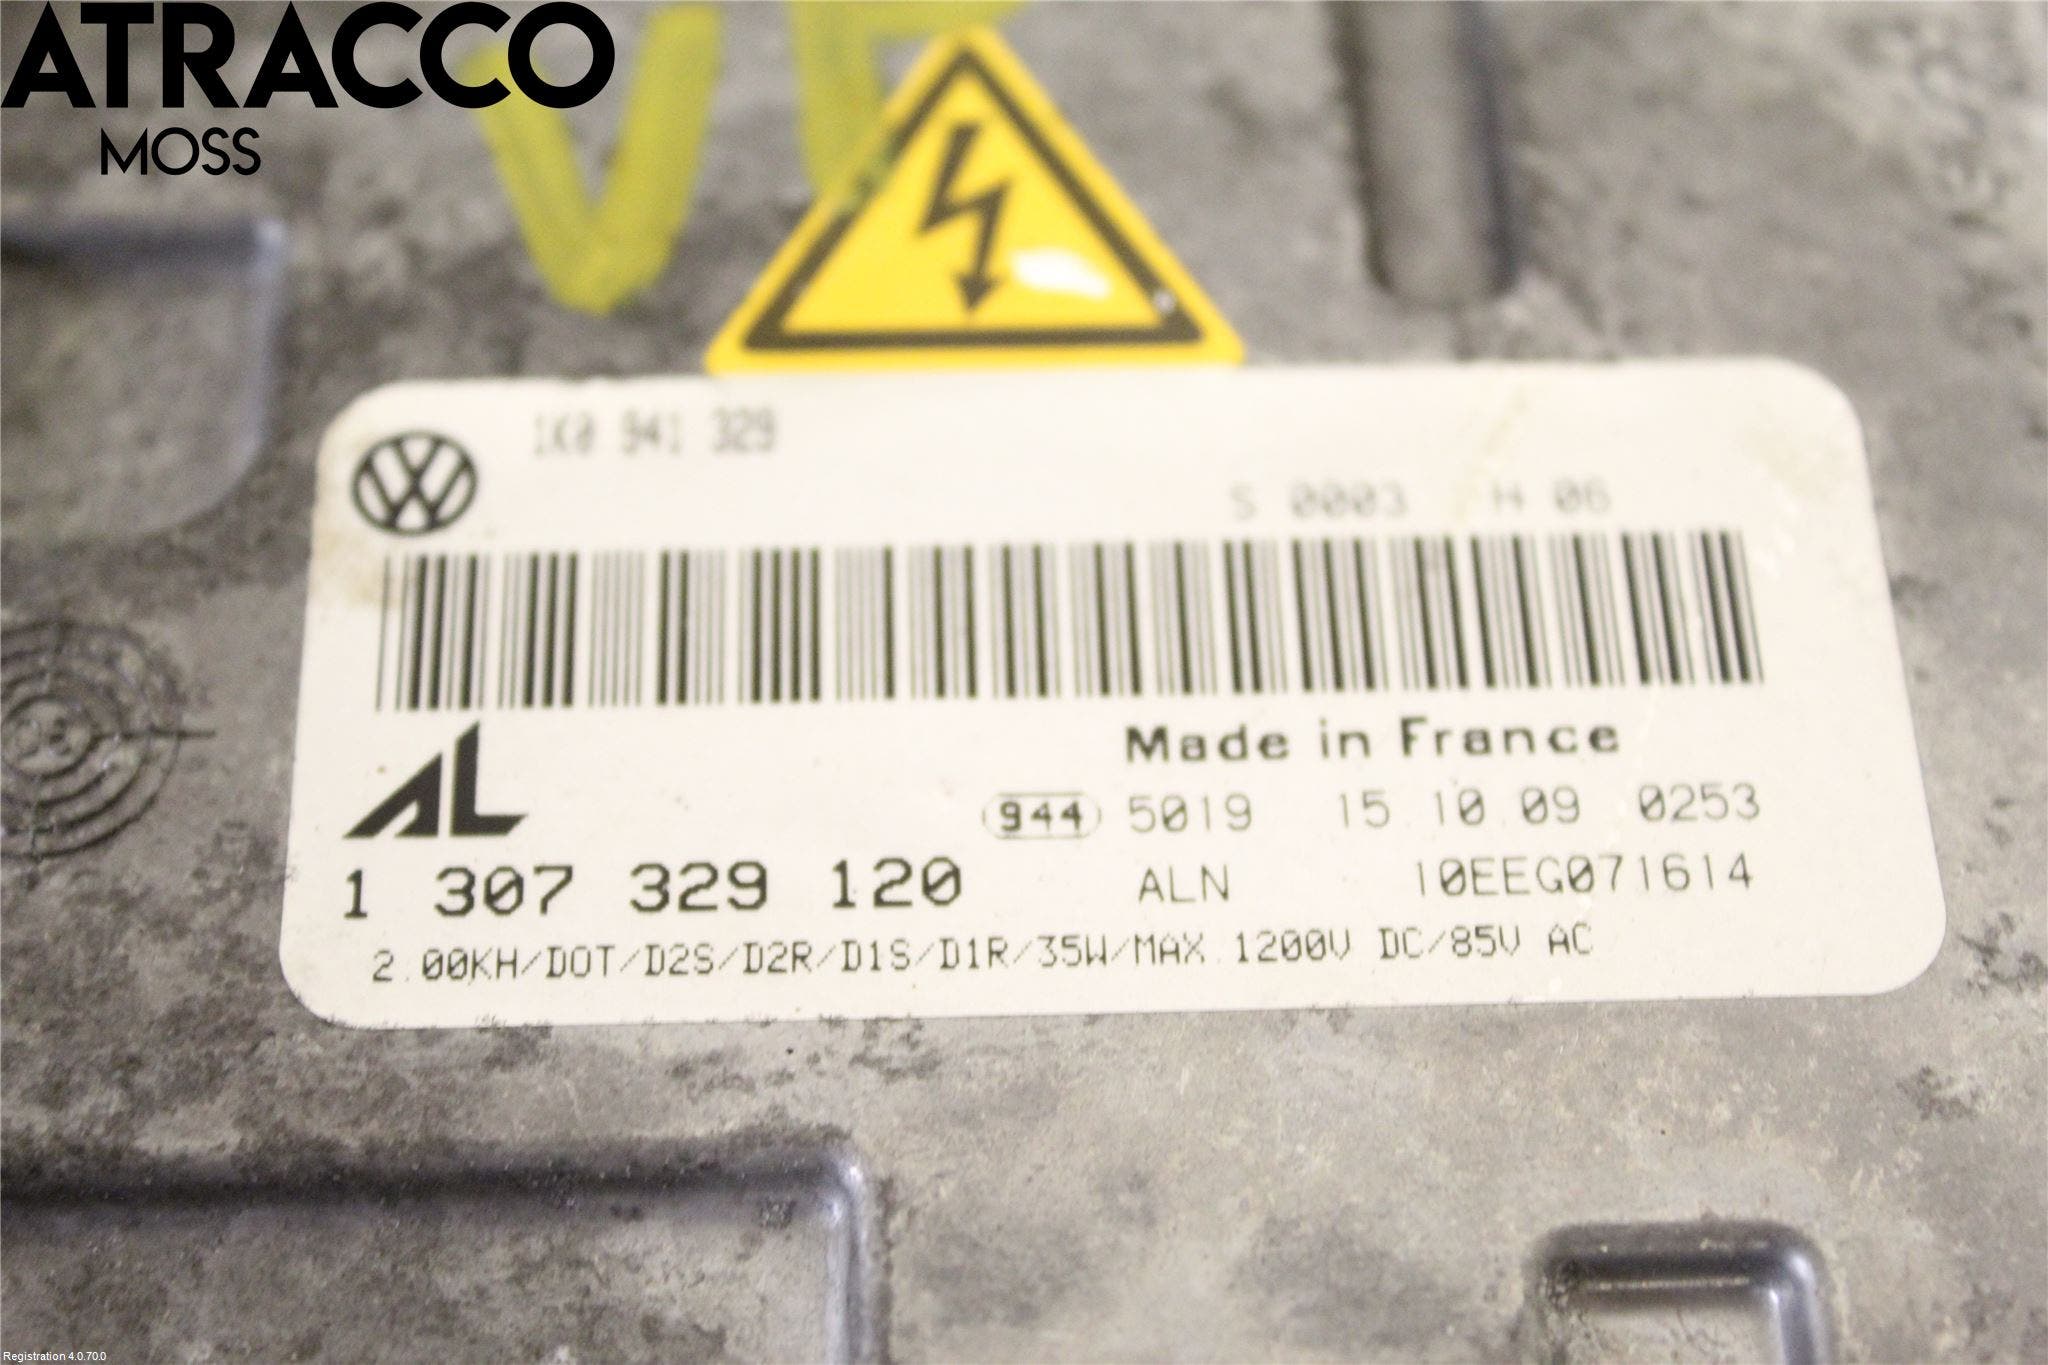 ATRACCO
MOSS
VF
1K0 941 329
S 0003 H 06
Made in France
944 5019 15 10 09 0253
AL
1 307 329 120
ALN 10EEG071614
2.00KH/DOT/D2S/D2R/D1S/D1R/35W/MAX.1200V DC/85V AC
Registration 4.0.70.0